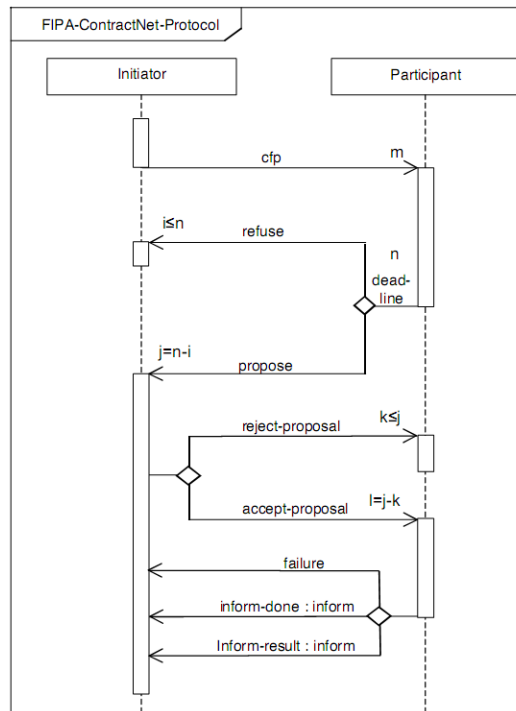 FIPA-ContractNet-Protocol
Initiator
Participant
cfp
m
i≤n
refuse
n
dead-
line
j=n-i
propose
k≤j
reject-proposal
accept-proposal
l=j-k
failure
inform-done : inform
Inform-result : inform